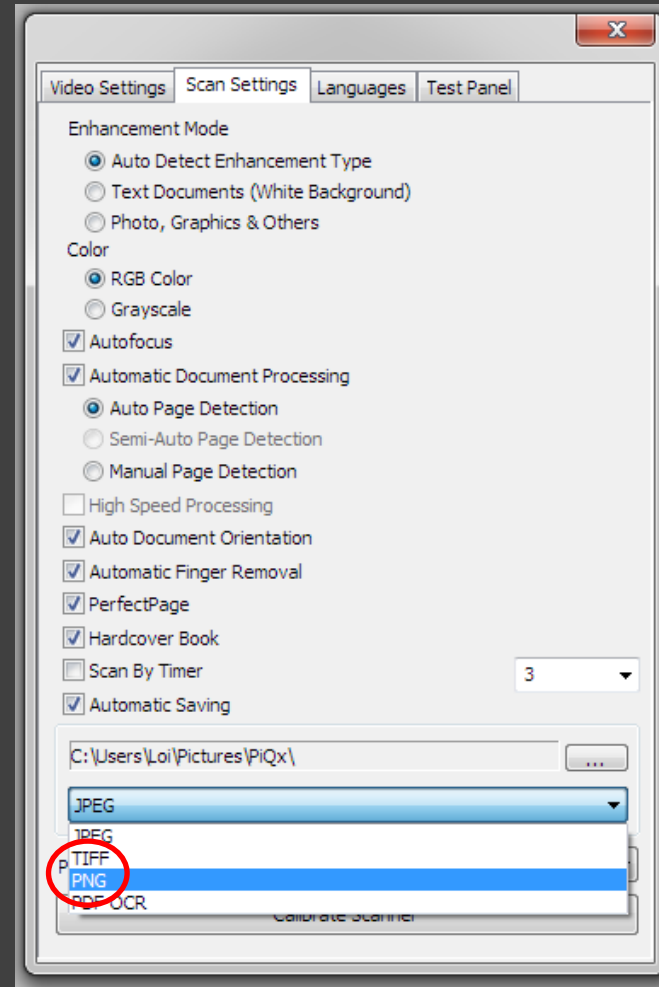 Video Settings Scan Settings Languages Test Panel
Enhancement Mode
Auto Detect Enhancement Type
Text Documents (White Background)
Photo, Graphics & Others
Color
RGB Color
Grayscale
Autofocus
Automatic Document Processing
Auto Page Detection
Semi-Auto Page Detection
Manual Page Detection
High Speed Processing
Auto Document Orientation
Automatic Finger Removal
PerfectPage
Hardcover Book
Scan By Timer 3
Automatic Saving
C:\Users\Loi\Pictures\PiQx\ ...
JPEG
JPEG
TIFF
P
PNG
PDF OCR
Calibrate Scanner